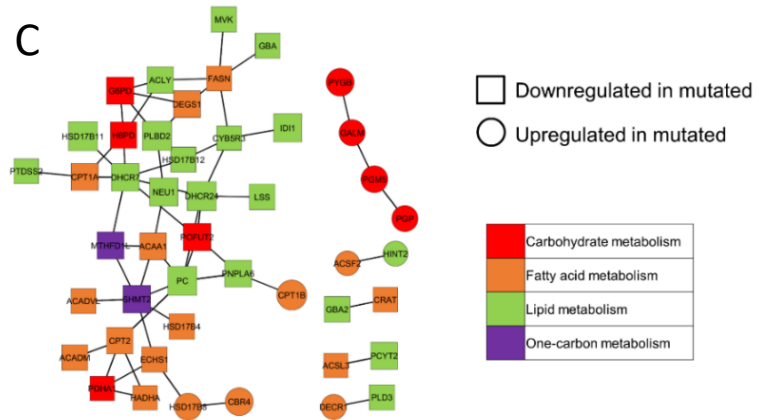 C
MVK
GBA
ACLY
FASN
G6PD
DEGS1
PYGB
HSD17B11
H6PD
PLBD2
CYB5R3
IDI1
GALM
HSD17B12
PTDSS2
CPT1A
DHCR7
NEU1
DHCR24
LSS
PGM5
PGP
MTHFD1L
ACAA1
POFUT2
PC
PNPLA6
CPT1B
ACSF2
HINT2
ACADVL
SHMT2
HSD17B4
GBA2
CRAT
CPT2
ACADM
ECHS1
ACSL3
PCYT2
PDHA1
HADHA
HSD17B8
CBR4
DECR1
PLD3
Downregulated in mutated
Upregulated in mutated
Carbohydrate metabolism
Fatty acid metabolism
Lipid metabolism
One-carbon metabolism